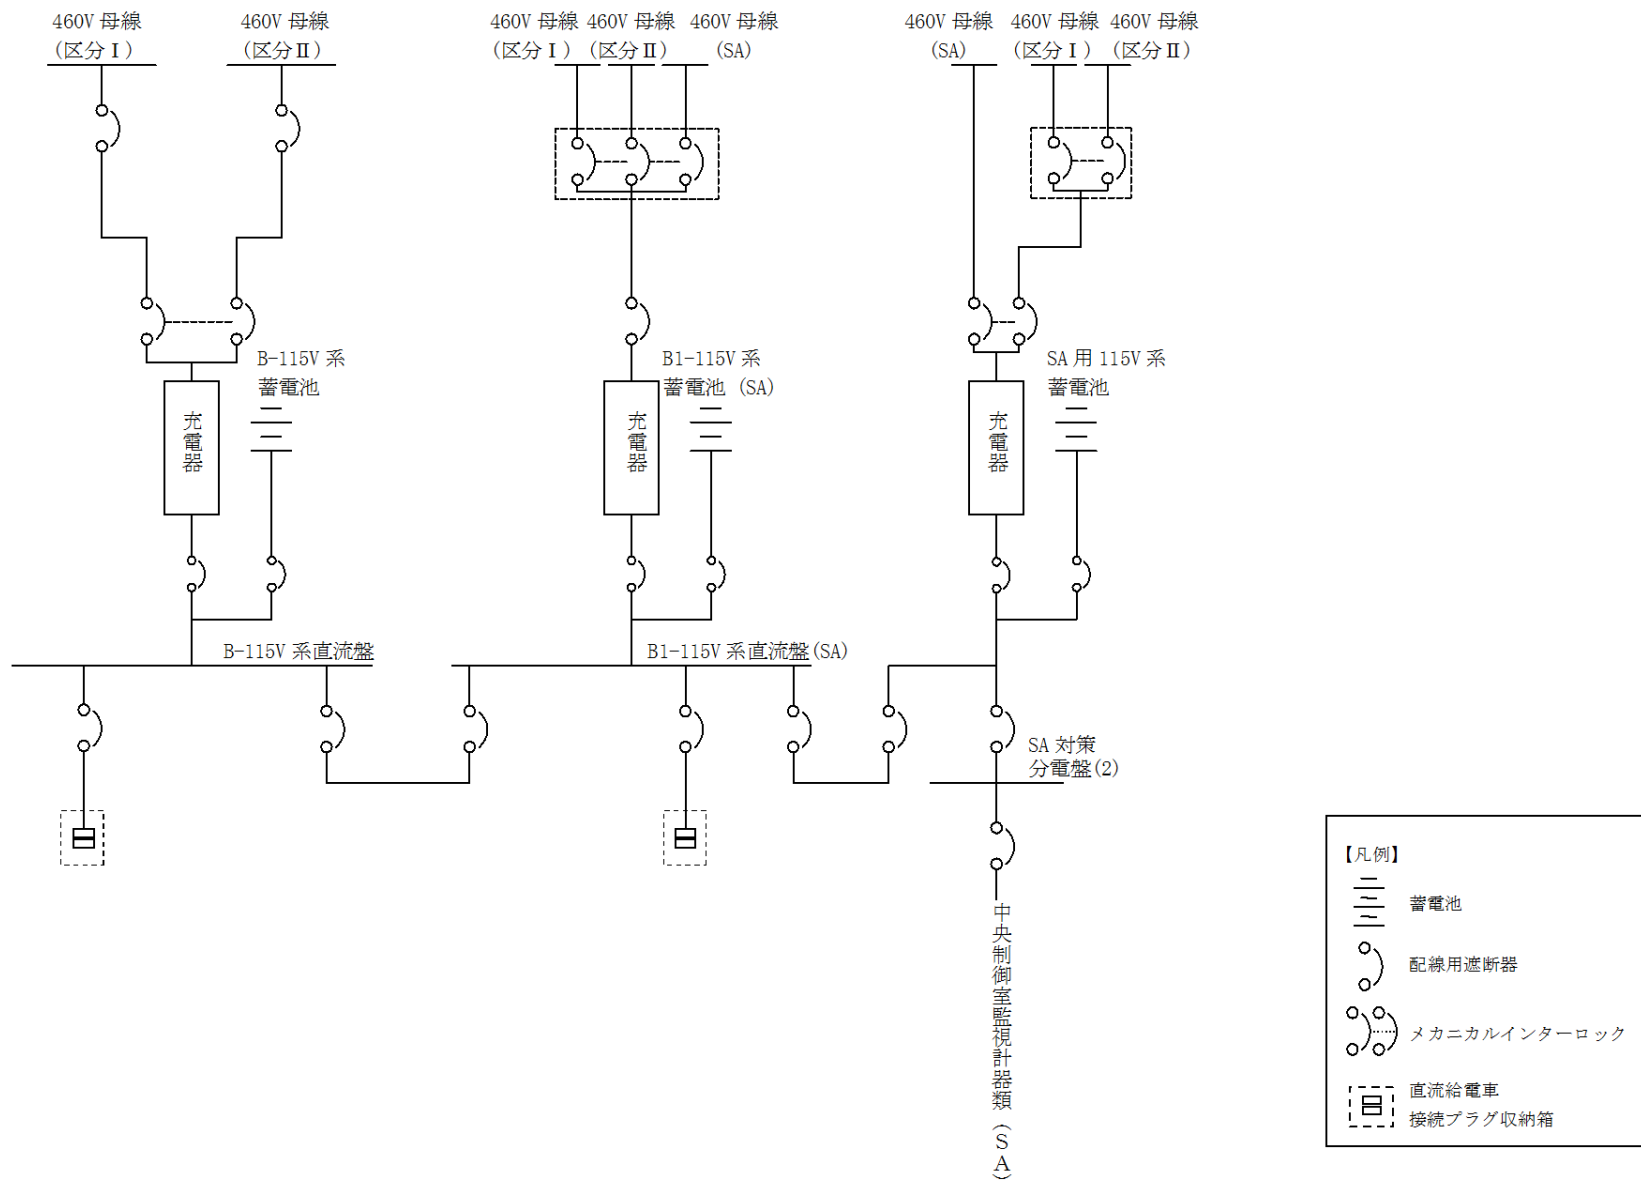 460V 母線
(区分Ⅰ)
460V 母線
(区分Ⅱ)
460V 母線
(区分Ⅰ)
460V 母線
(区分Ⅱ)
460V 母線
(SA)
460V 母線
(SA)
460V 母線
(区分Ⅰ)
460V 母線
(区分Ⅱ)
B-115V 系
蓄電池
充電器
B1-115V 系
蓄電池 (SA)
充電器
SA 用 115V 系
蓄電池
充電器
B-115V 系直流盤
B1-115V 系直流盤(SA)
SA 対策
分電盤(2)
中央制御室監視計器類(SA)
【凡例】
蓄電池
配線用遮断器
メカニカルインターロック
直流給電車
接続プラグ収納箱